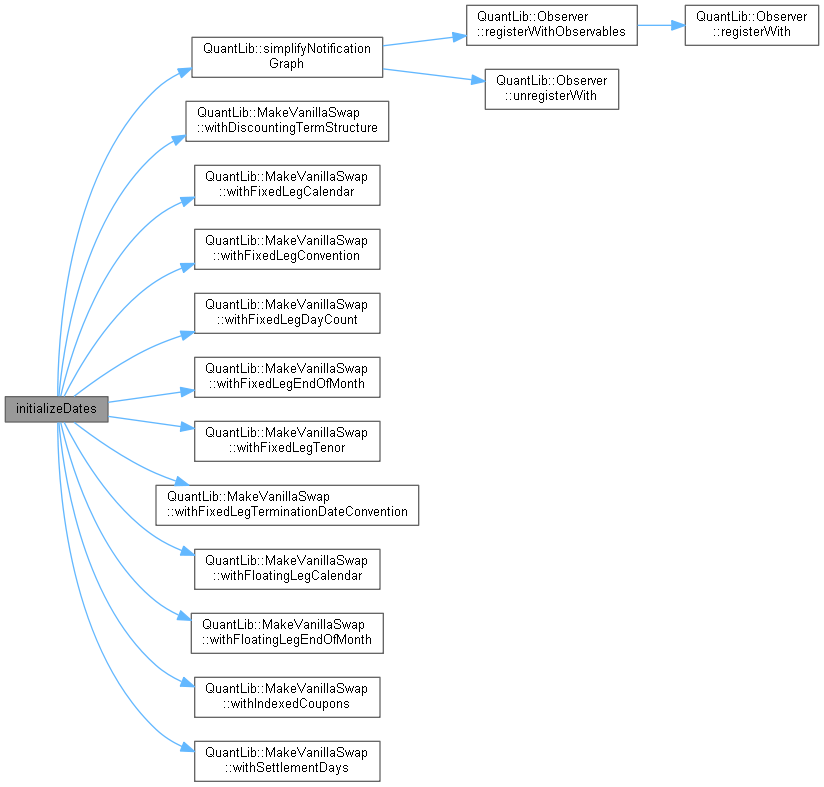 QuantLib::simplifyNotification
Graph
QuantLib::Observer
::registerWithObservables
QuantLib::Observer
::registerWith
QuantLib::Observer
::unregisterWith
QuantLib::MakeVanillaSwap
::withDiscountingTermStructure
QuantLib::MakeVanillaSwap
::withFixedLegCalendar
QuantLib::MakeVanillaSwap
::withFixedLegConvention
QuantLib::MakeVanillaSwap
::withFixedLegDayCount
QuantLib::MakeVanillaSwap
::withFixedLegEndOfMonth
initializeDates
QuantLib::MakeVanillaSwap
::withFixedLegTenor
QuantLib::MakeVanillaSwap
::withFixedLegTerminationDateConvention
QuantLib::MakeVanillaSwap
::withFloatingLegCalendar
QuantLib::MakeVanillaSwap
::withFloatingLegEndOfMonth
QuantLib::MakeVanillaSwap
::withIndexedCoupons
QuantLib::MakeVanillaSwap
::withSettlementDays